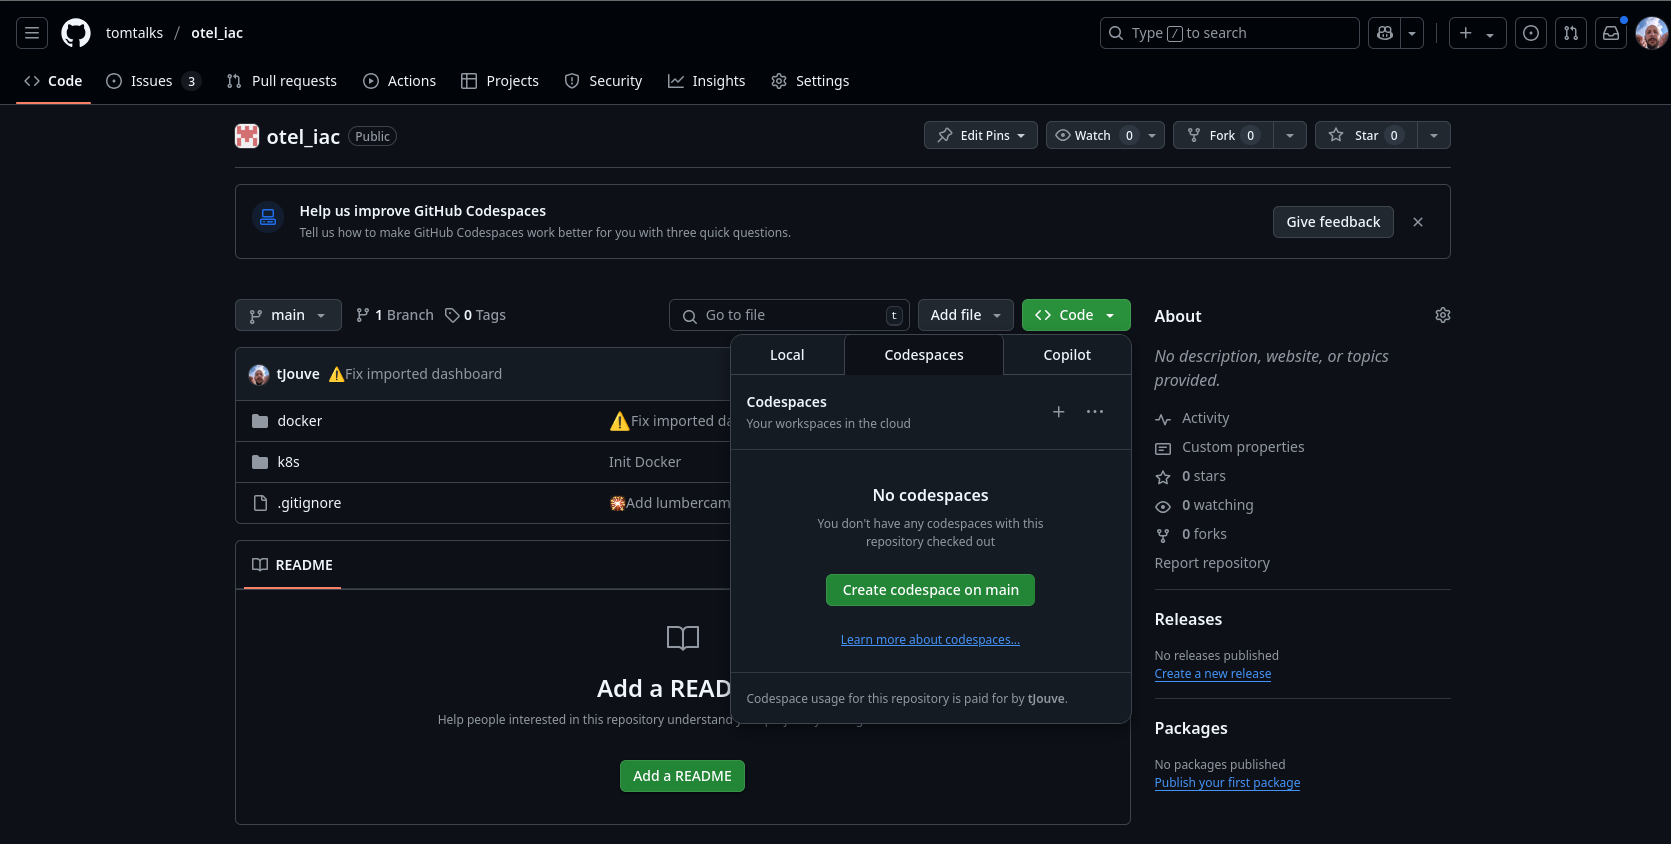 tomtalks / otel_iac
Type / to search
Code
Issues 3
Pull requests
Actions
Projects
Security
Insights
Settings
otel_iac Public
Edit Pins
Watch 0
Fork 0
Star 0
Help us improve GitHub Codespaces
Tell us how to make GitHub Codespaces work better for you with three quick questions.
Give feedback
main
1 Branch
0 Tags
Go to file t
Add file
Code
Local
Codespaces
Copilot
Codespaces
Your workspaces in the cloud
No codespaces
You don't have any codespaces with this
repository checked out
Create codespace on main
Learn more about codespaces...
Codespace usage for this repository is paid for by tJouve.
tJouve ⚠️Fix imported dashboard
docker ⚠️Fix imported da
k8s Init Docker
.gitignore Add lumbercam
README
Add a READ
Help people interested in this repository understand
Add a README
About
No description, website, or topics
provided.
Activity
Custom properties
0 stars
0 watching
0 forks
Report repository
Releases
No releases published
Create a new release
Packages
No packages published
Publish your first package